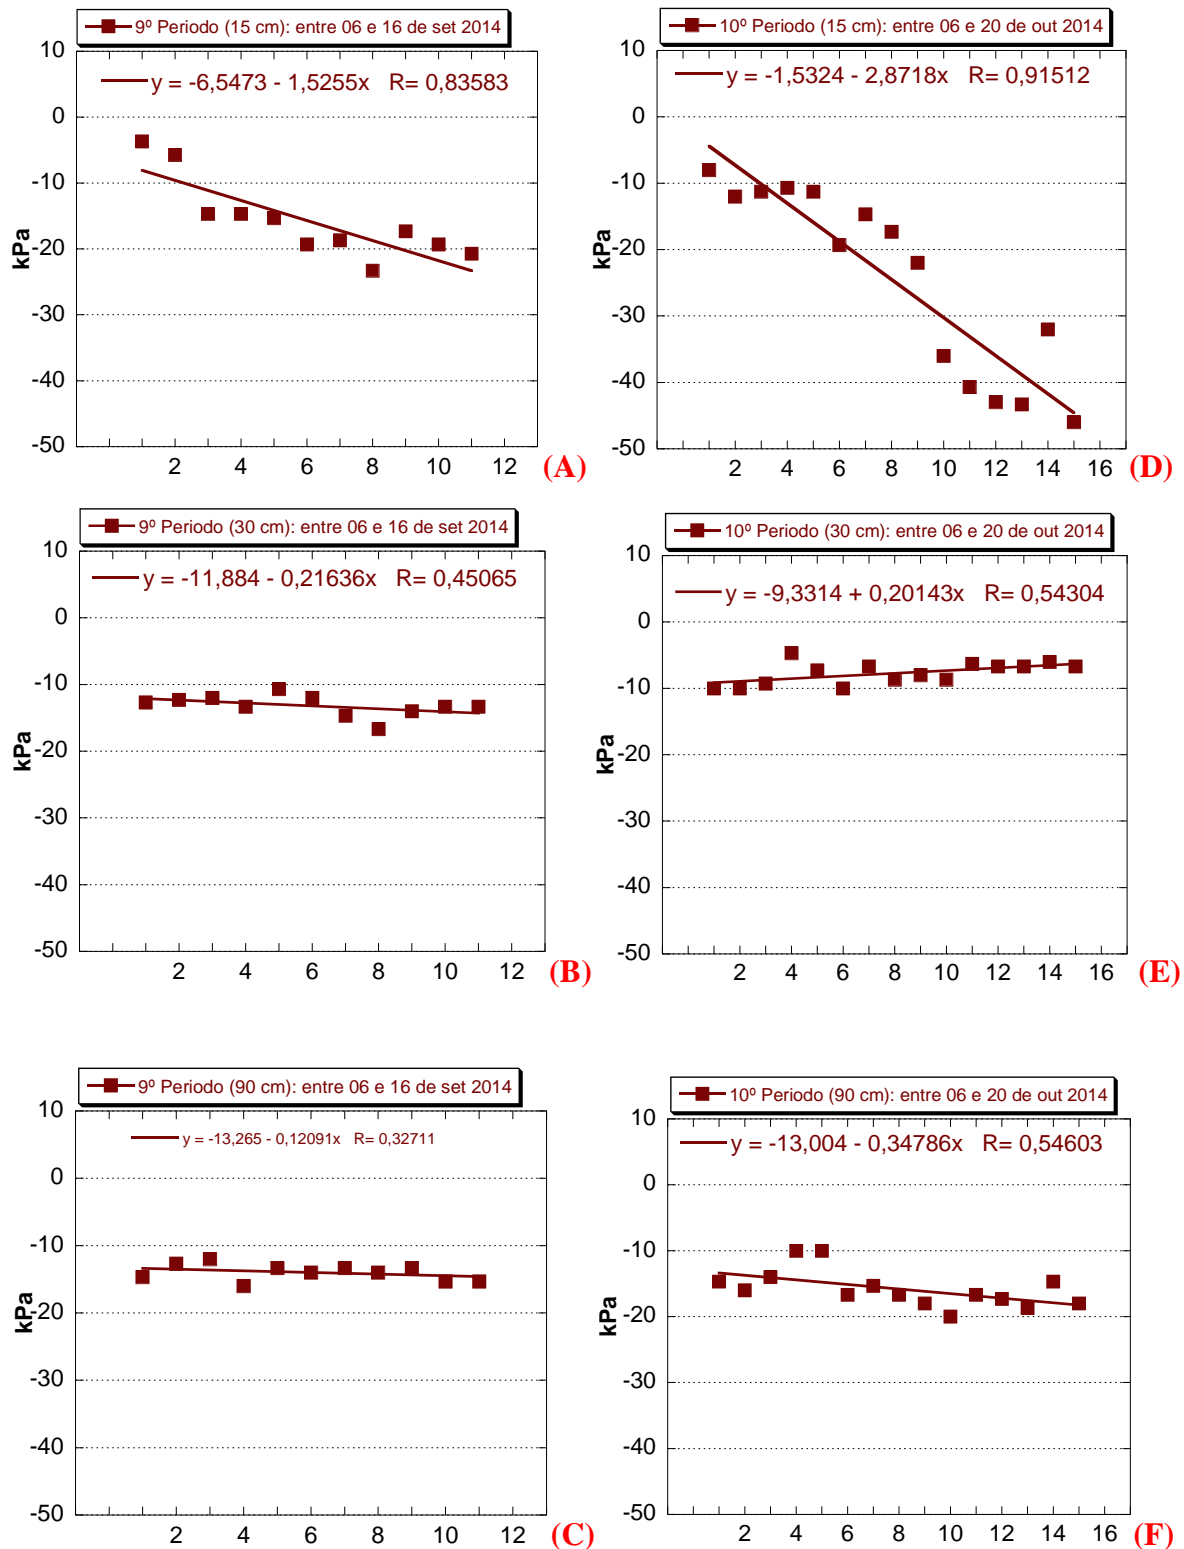 9º Periodo (15 cm): entre 06 e 16 de set 2014
y = -6,5473 - 1,5255x R= 0,83583
10
0
-10
-20
-30
-40
-50
kPa
2 4 6 8 10 12
(A)
10º Periodo (15 cm): entre 06 e 20 de out 2014
y = -1,5324 - 2,8718x R= 0,91512
10
0
-10
-20
-30
-40
-50
kPa
2 4 6 8 10 12 14 16
(D)
9º Periodo (30 cm): entre 06 e 16 de set 2014
y = -11,884 - 0,21636x R= 0,45065
10
0
-10
-20
-30
-40
-50
kPa
2 4 6 8 10 12
(B)
10º Periodo (30 cm): entre 06 e 20 de out 2014
y = -9,3314 + 0,20143x R= 0,54304
10
0
-10
-20
-30
-40
-50
kPa
2 4 6 8 10 12 14 16
(E)
9º Periodo (90 cm): entre 06 e 16 de set 2014
y = -13,265 - 0,12091x R= 0,32711
10
0
-10
-20
-30
-40
-50
kPa
2 4 6 8 10 12
(C)
10º Periodo (90 cm): entre 06 e 20 de out 2014
y = -13,004 - 0,34786x R= 0,54603
10
0
-10
-20
-30
-40
-50
kPa
2 4 6 8 10 12 14 16
(F)